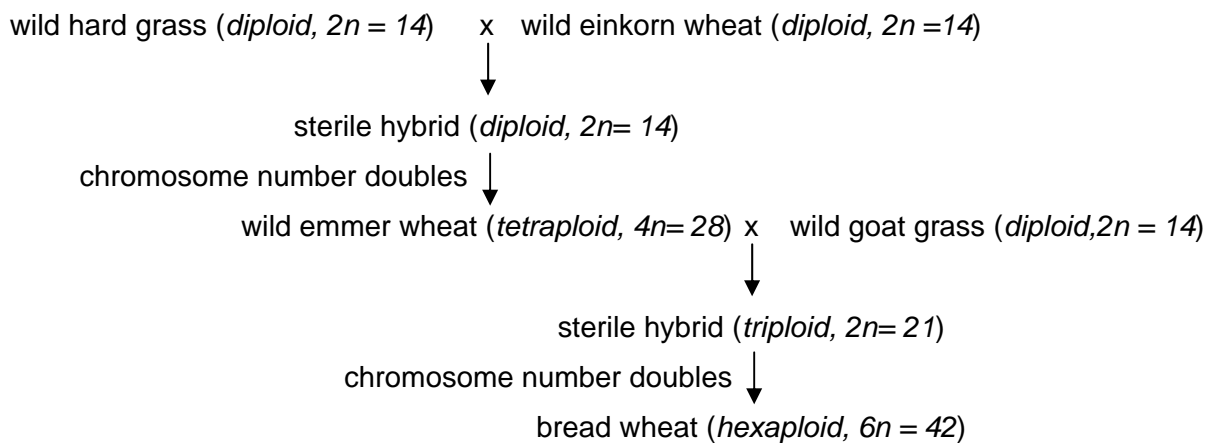 wild hard grass (diploid, 2n = 14) x wild einkorn wheat (diploid, 2n =14)
sterile hybrid (diploid, 2n= 14)
chromosome number doubles
wild emmer wheat (tetraploid, 4n= 28) x wild goat grass (diploid,2n = 14)
sterile hybrid (triploid, 2n= 21)
chromosome number doubles
bread wheat (hexaploid, 6n = 42)